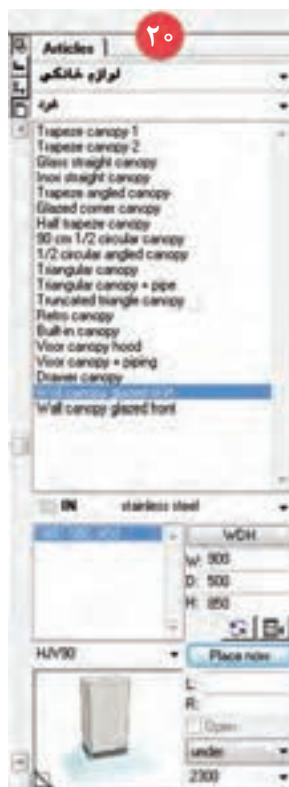 ۲۰
Articles
لوازم خانگی
Trapeze canopy 1
Trapeze canopy 2
Glass straight canopy
Inox straight canopy
Trapeze angled canopy
Glazed corner canopy
Half trapeze canopy
90 cm 1/2 circular canopy
1/2 circular angled canopy
Triangular canopy
Triangular canopy + pipe
Truncated triangle canopy
Retro canopy
Built-in canopy
Visor canopy hood
Visor canopy + piping
Drawer canopy
Wall canopy glazed
Wall canopy glazed front
IN stainless steel
WDH
W: 900
D: 500
H: 850
HJV90
Place now
L:
R:
Open
under
2300